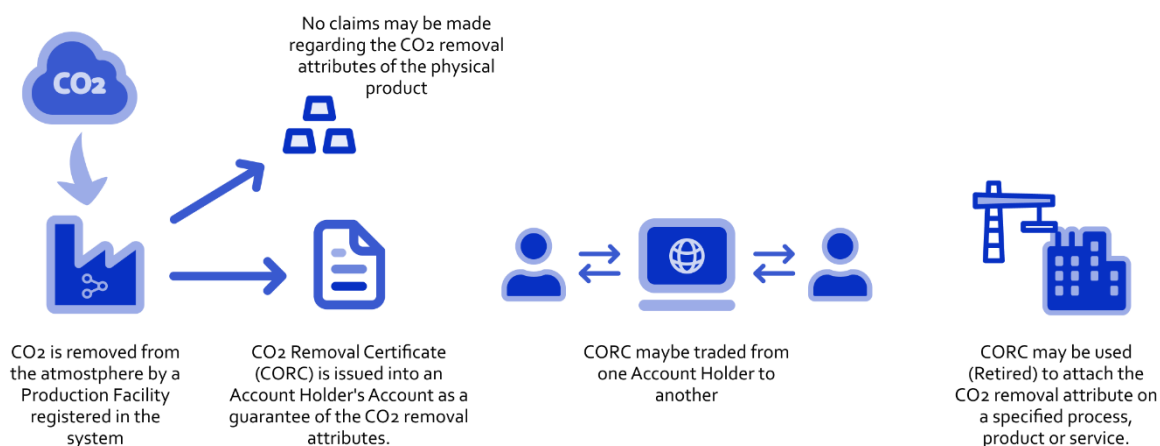 No claims may be made
regarding the CO2 removal
attributes of the physical
product
CO2
CO2 is removed from
the atmostphere by a
Production Facility
registered in the
system
CO2 Removal Certificate
(CORC) is issued into an
Account Holder's Account as a
guarantee of the CO2 removal
attributes.
CORC maybe traded from
one Account Holder to
another
CORC may be used
(Retired) to attach the
CO2 removal attribute on
a specified process,
product or service.